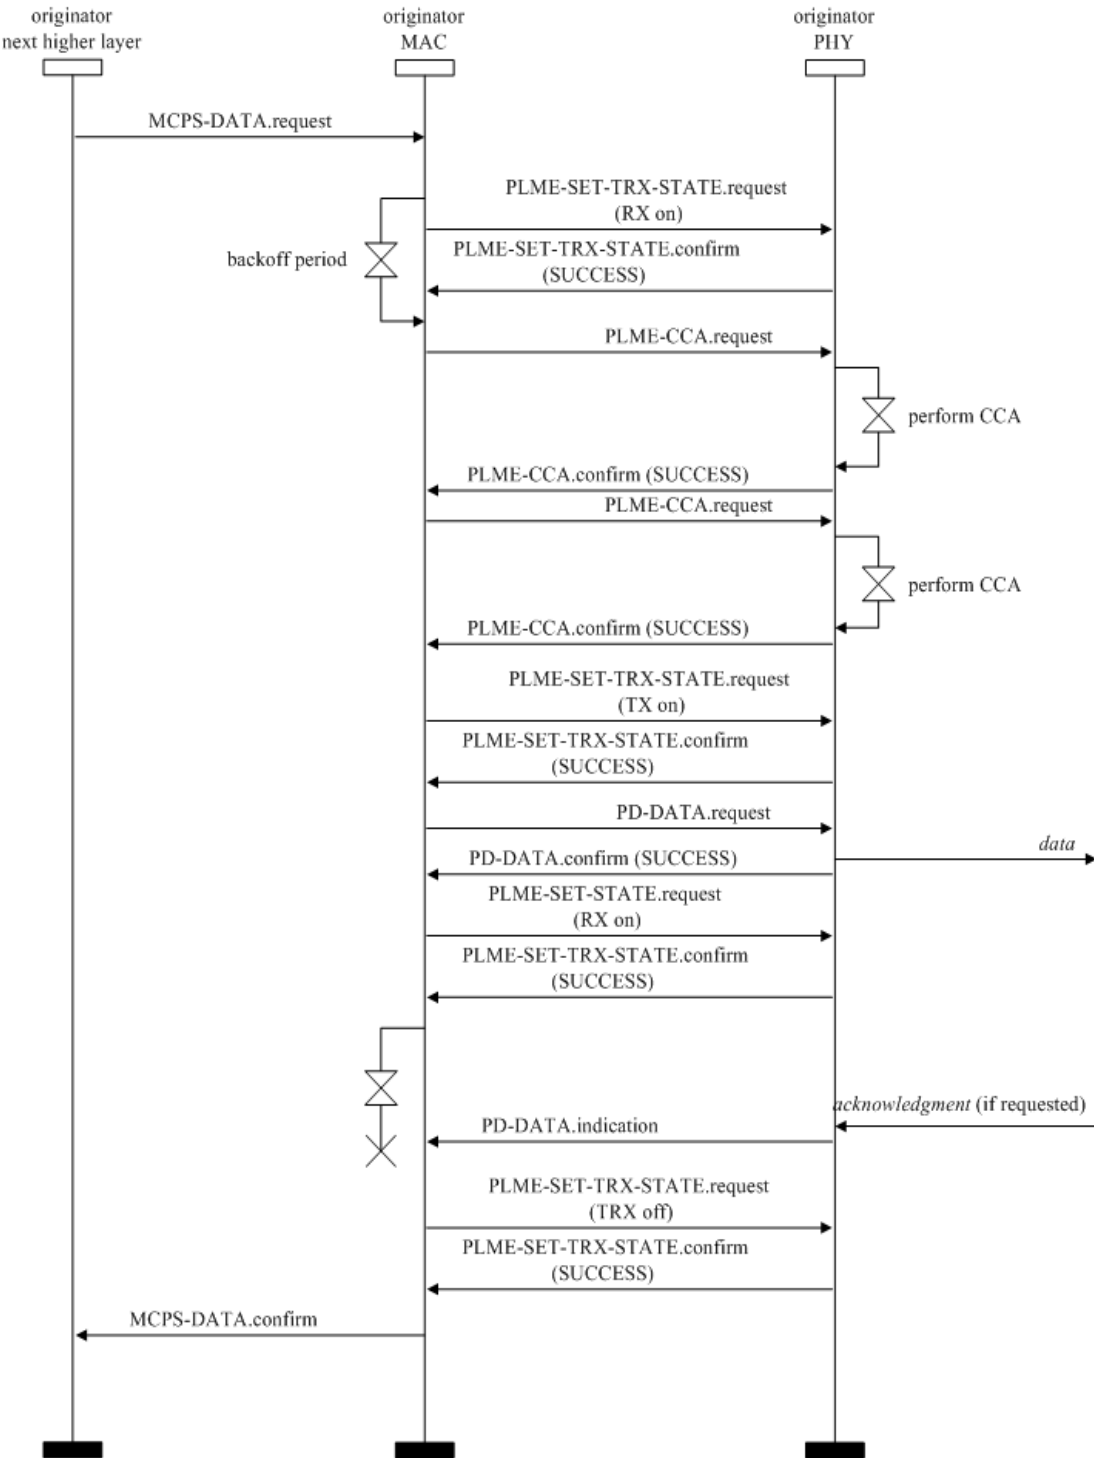 originator
next higher layer
originator
MAC
originator
PHY
MCPS-DATA.request
PLME-SET-TRX-STATE.request
(RX on)
backoff period
PLME-SET-TRX-STATE.confirm
(SUCCESS)
PLME-CCA.request
perform CCA
PLME-CCA.confirm (SUCCESS)
PLME-CCA.request
perform CCA
PLME-CCA.confirm (SUCCESS)
PLME-SET-TRX-STATE.request
(TX on)
PLME-SET-TRX-STATE.confirm
(SUCCESS)
PD-DATA.request
data
PD-DATA.confirm (SUCCESS)
PLME-SET-STATE.request
(RX on)
PLME-SET-TRX-STATE.confirm
(SUCCESS)
acknowledgment (if requested)
PD-DATA.indication
PLME-SET-TRX-STATE.request
(TRX off)
PLME-SET-TRX-STATE.confirm
(SUCCESS)
MCPS-DATA.confirm